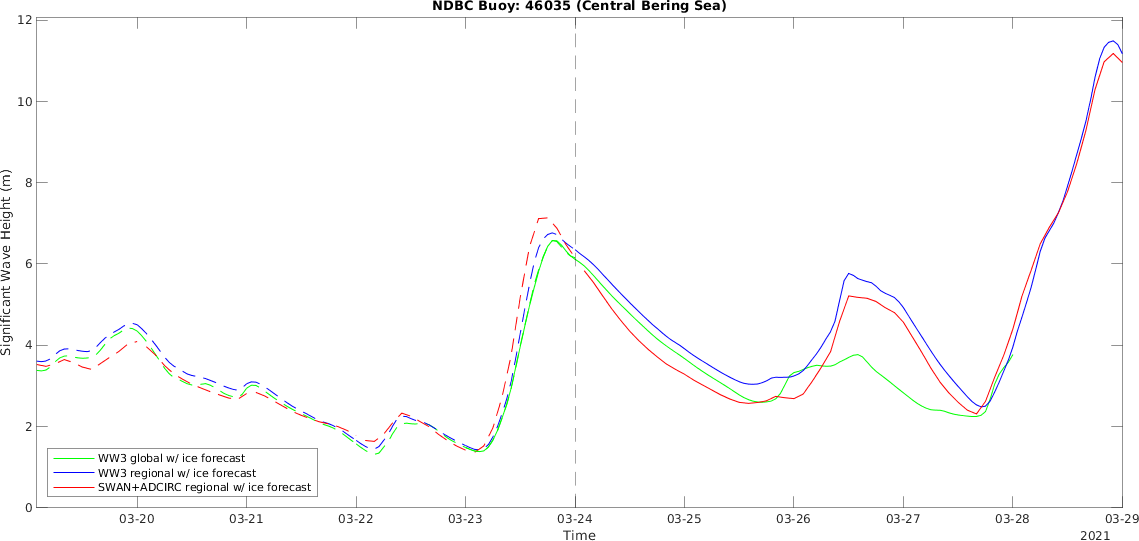 NDBC Buoy: 46035 (Central Bering Sea)
12
10
8
6
4
2
0
Significant Wave Height (m)
WW3 global w/ ice forecast
WW3 regional w/ ice forecast
SWAN+ADCIRC regional w/ ice forecast
03-20 03-21 03-22 03-23 03-24 03-25 03-26 03-27 03-28 03-29
Time
2021